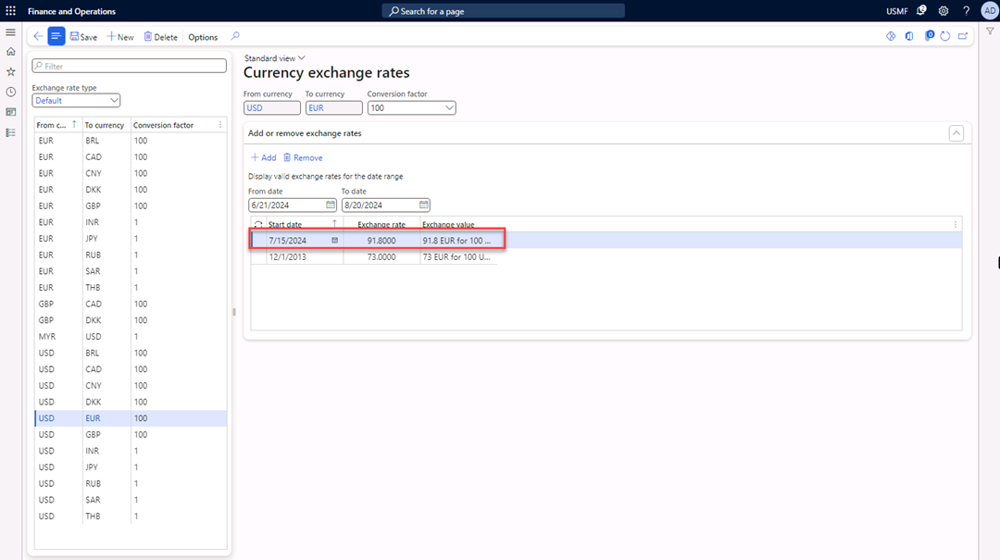 Finance and Operations
Search for a page
USMF
2
?
AD
Save
New
Delete
Options
0
Filter
Exchange rate type
Default
From c... To currency Conversion factor
EUR BRL 100
EUR CAD 100
EUR CNY 100
EUR DKK 100
EUR GBP 100
EUR INR 1
EUR JPY 1
EUR RUB 1
EUR SAR 1
EUR THB 1
GBP CAD 100
GBP DKK 100
MYR USD 1
USD BRL 100
USD CAD 100
USD CNY 100
USD DKK 100
USD EUR 100
USD GBP 100
USD INR 1
USD JPY 1
USD RUB 1
USD SAR 1
USD THB 1
Standard view
Currency exchange rates
From currency To currency Conversion factor
USD EUR 100
Add or remove exchange rates
Add Remove
Display valid exchange rates for the date range
From date To date
6/21/2024 8/20/2024
Start date Exchange rate Exchange value
7/15/2024 91.8000 91.8 EUR for 100 ...
12/1/2013 73.0000 73 EUR for 100 U...